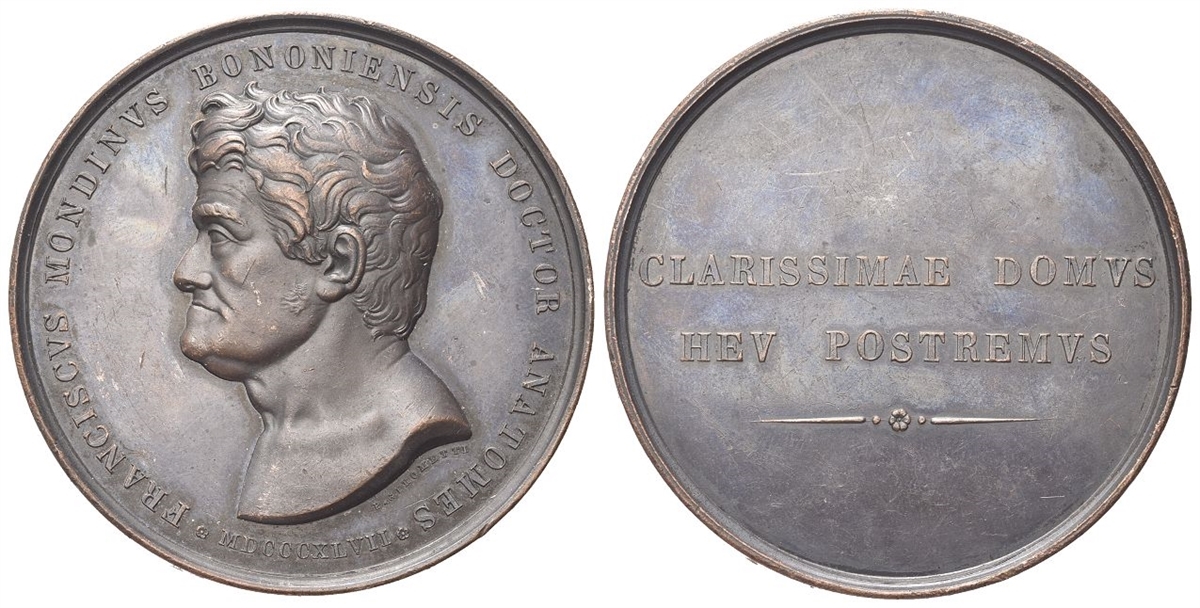 FRANCISCVS MONDINVS BONONIENSIS DOCTOR ANATOMES
MDCCCXLVII
CLARISSIMAE DOMVS
HEV POSTREMVS